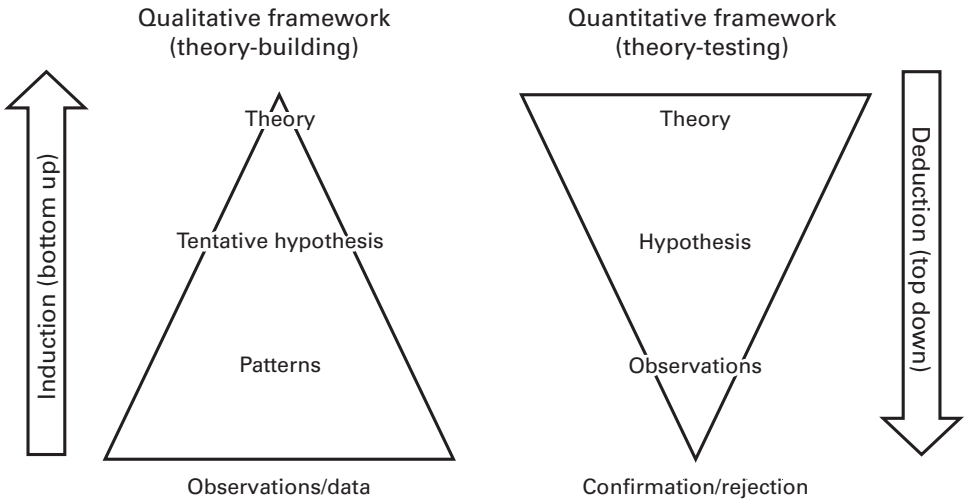 Qualitative framework
(theory-building)
Quantitative framework
(theory-testing)
Induction (bottom up)
Theory
Tentative hypothesis
Patterns
Observations/data
Theory
Hypothesis
Observations
Confirmation/rejection
Deduction (top down)